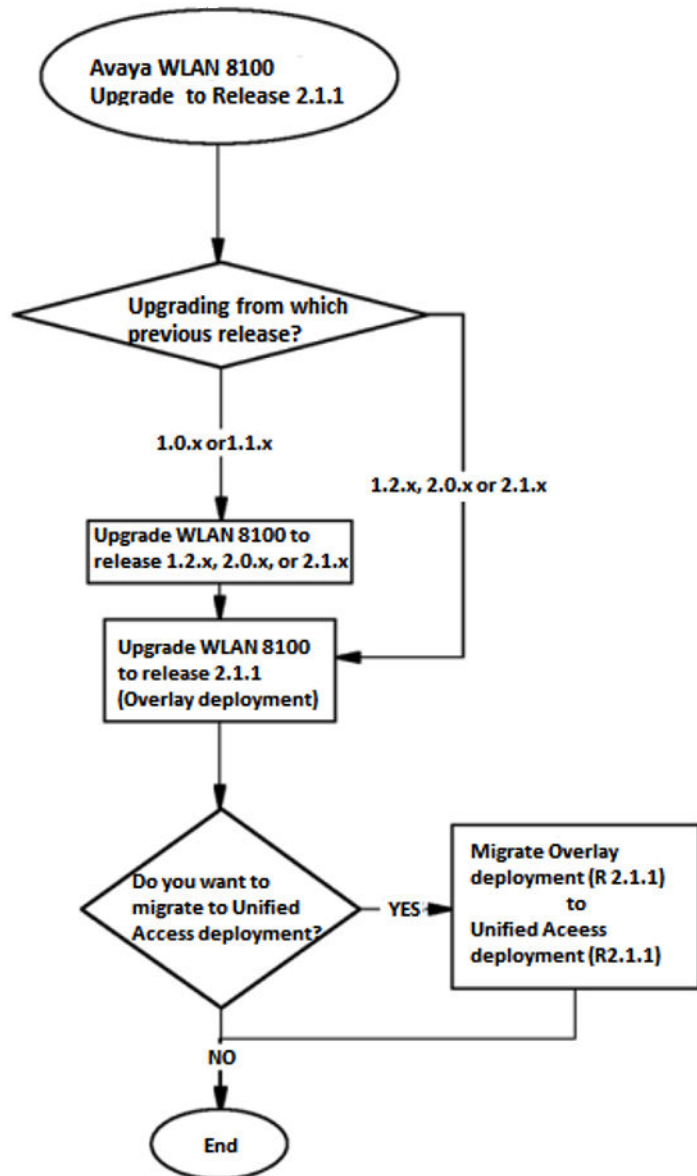 Avaya WLAN 8100
Upgrade to Release 2.1.1
Upgrading from which
previous release?
1.0.x or1.1.x
1.2.x, 2.0.x or 2.1.x
Upgrade WLAN 8100 to
release 1.2.x, 2.0.x, or 2.1.x
Upgrade WLAN 8100
to release 2.1.1
(Overlay deployment)
Do you want to
migrate to Unified
Access deployment?
YES
Migrate Overlay
deployment (R 2.1.1)
to
Unified Aceess
deployment (R2.1.1)
NO
End